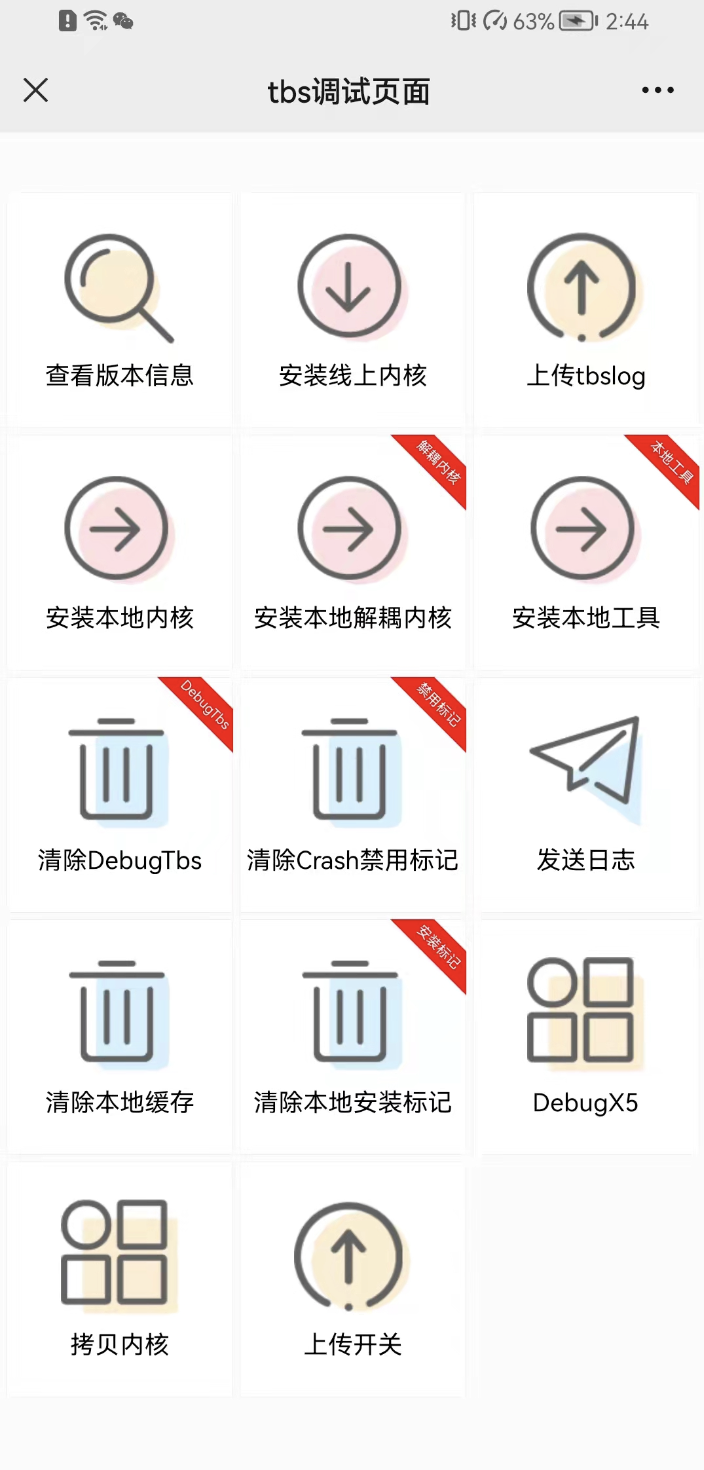 63% 2:44
tbs调试页面
查看版本信息
安装线上内核
上传tbslog
解耦内核
本地工具
安装本地内核
安装本地解耦内核
安装本地工具
DebugTbs
禁用标记
清除DebugTbs
清除Crash禁用标记
发送日志
安装标记
清除本地缓存
清除本地安装标记
DebugX5
拷贝内核
上传开关